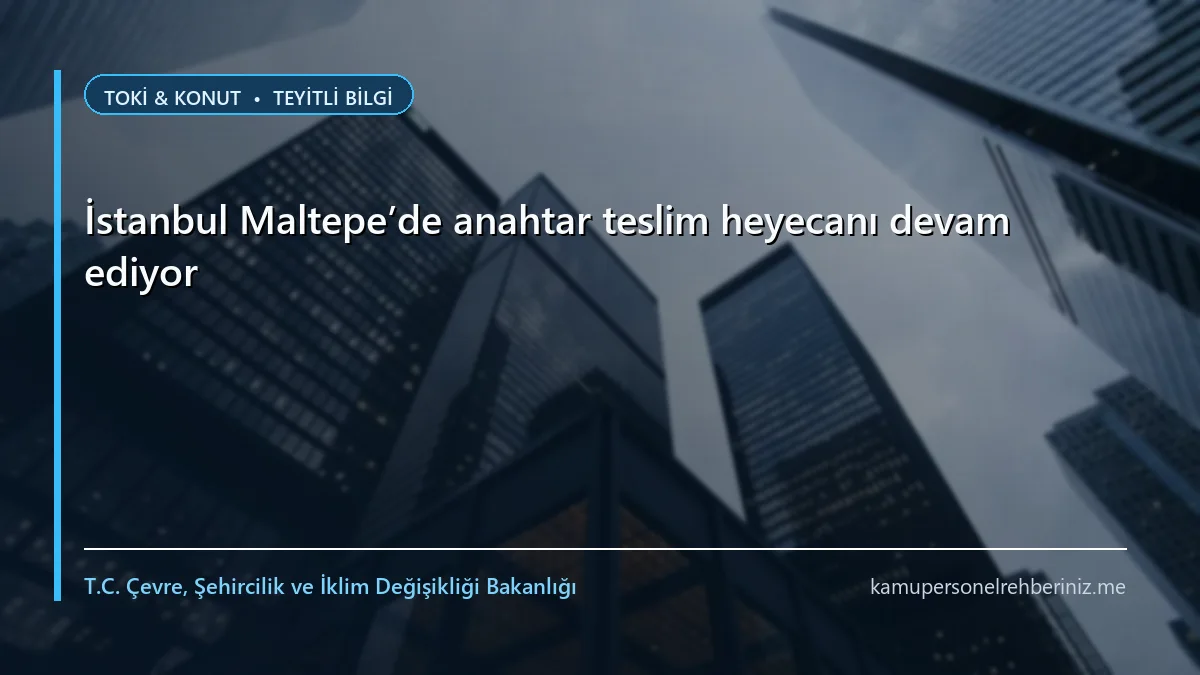 TOKİ & KONUT • TEYİTLİ BİLGİ
İstanbul Maltepe’de anahtar teslim heyecanı devam
ediyor
T.C. Çevre, Şehircilik ve İklim Değişikliği Bakanlığı
kamupersonelrehberiniz.me